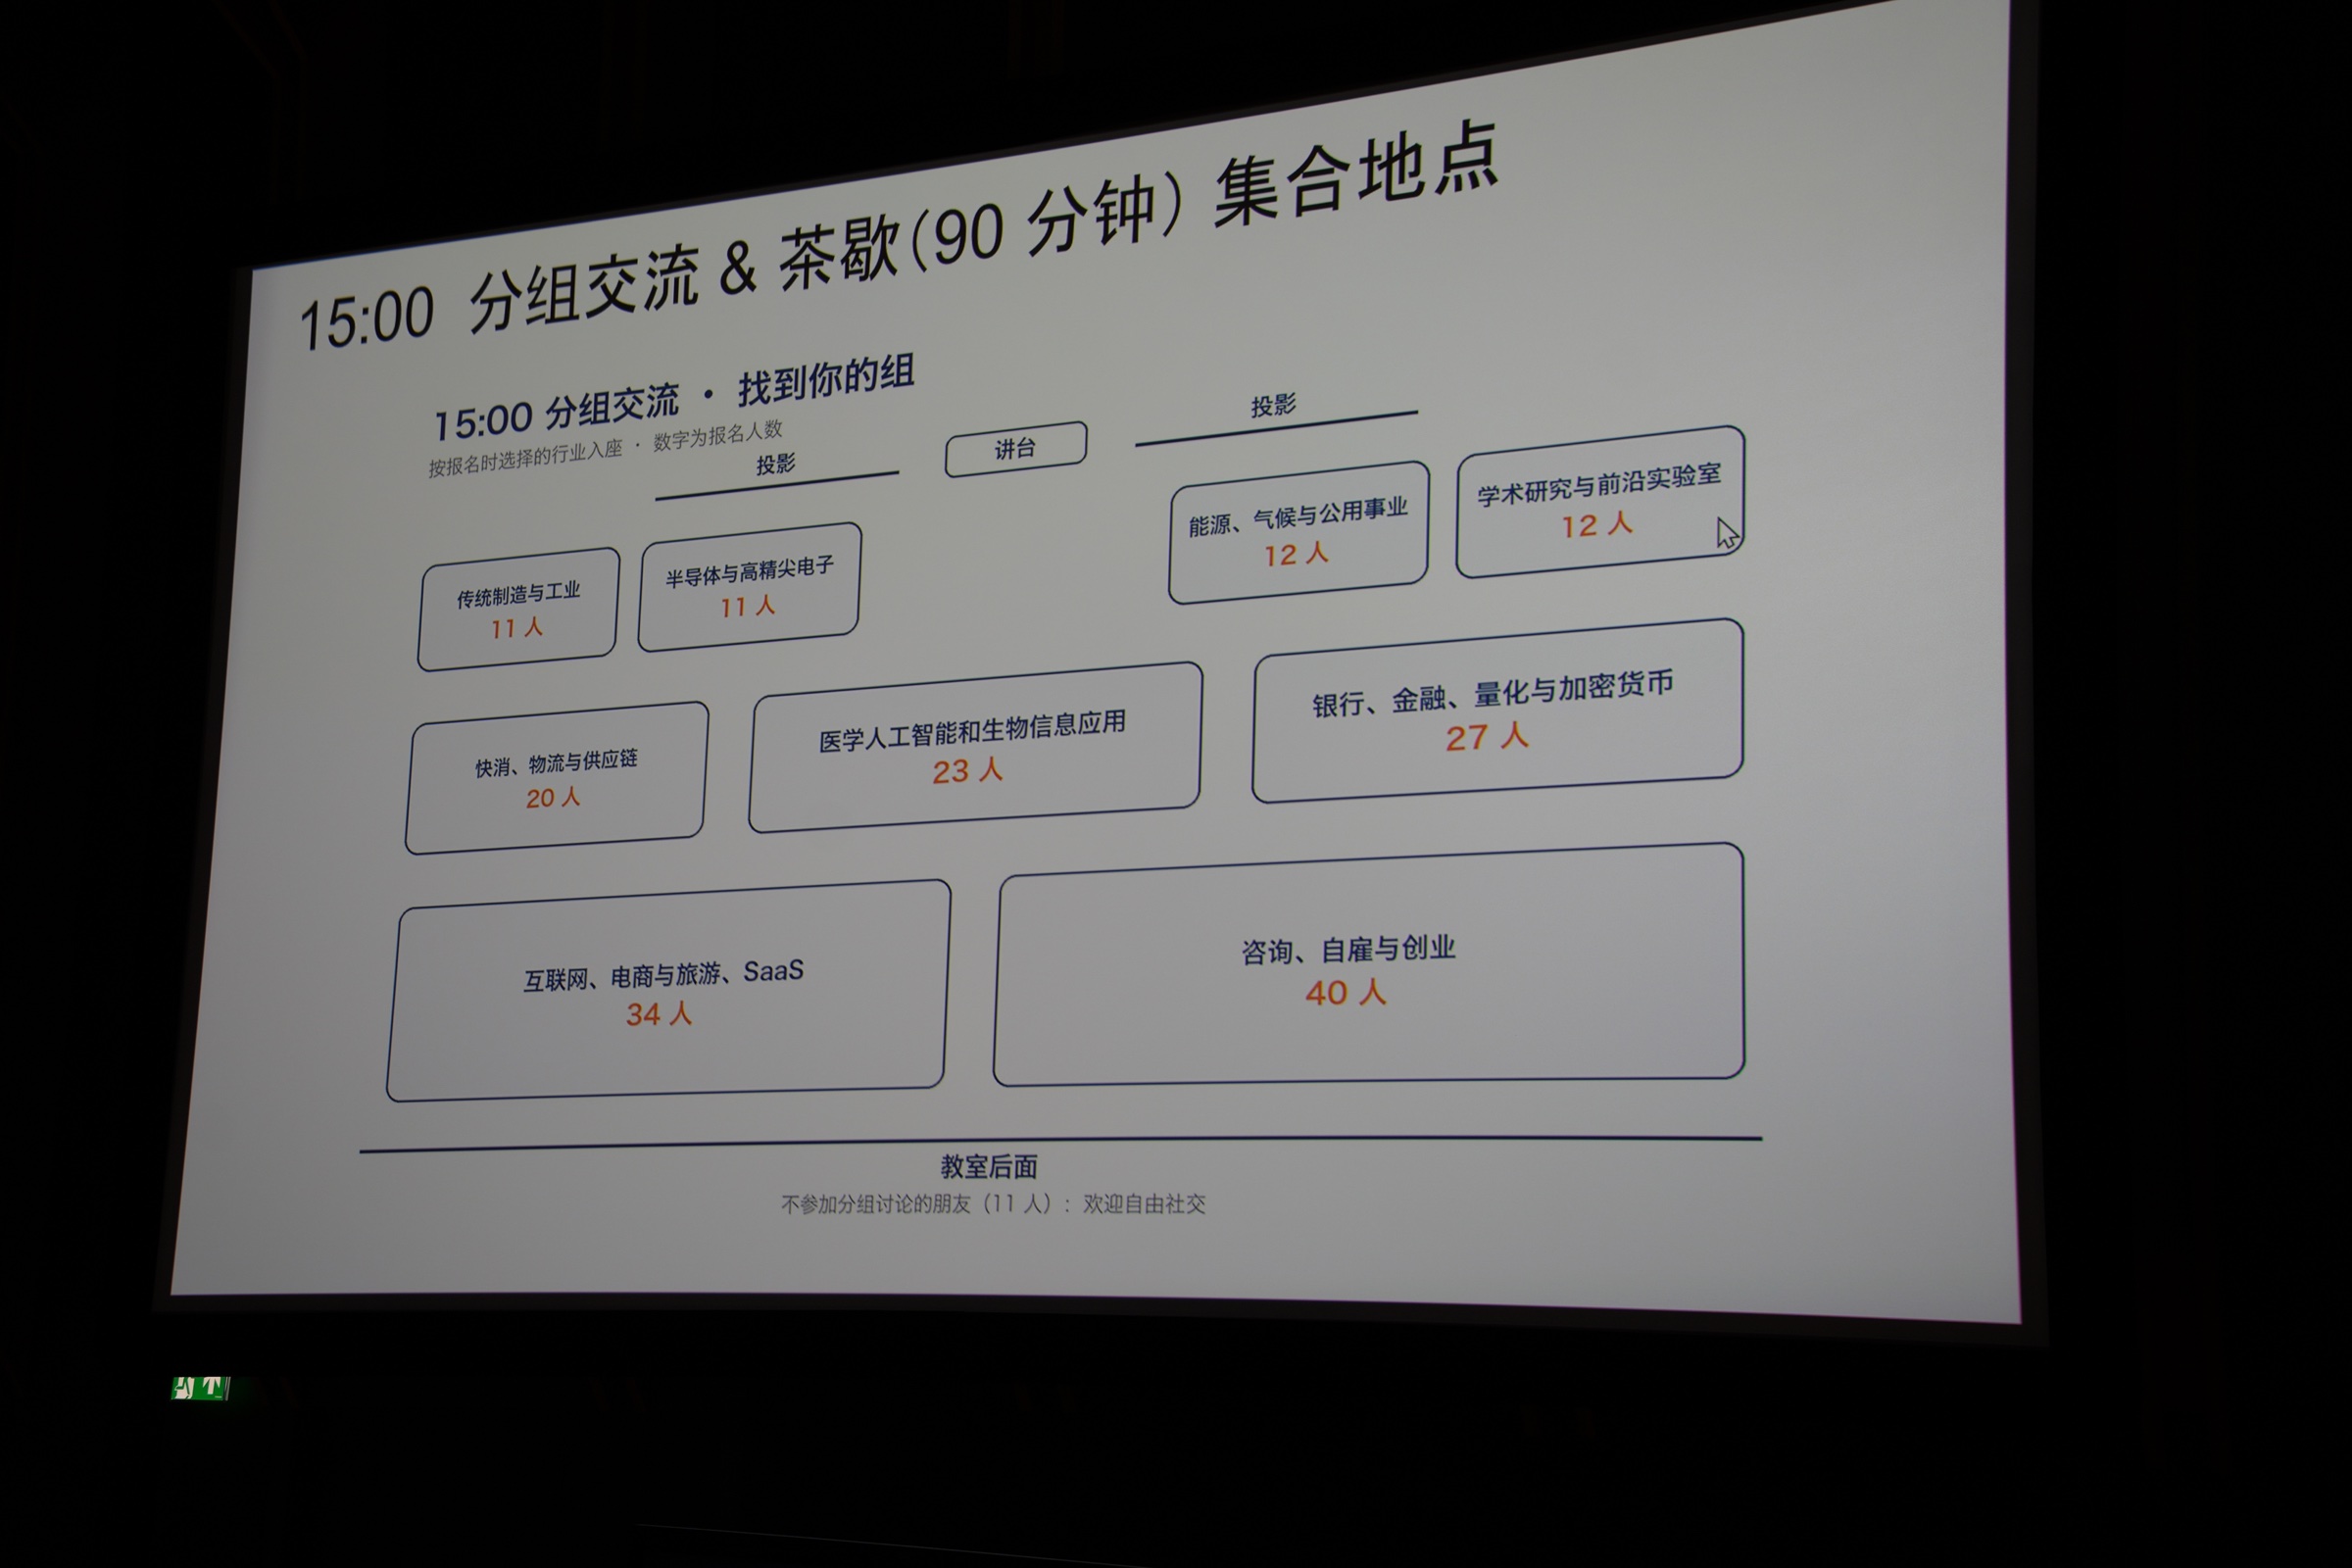 15:00 分组交流 & 茶歇(90 分钟) 集合地点
15:00 分组交流 · 找到你的组
按报名时选择的行业入座 · 数字为报名人数
投影
讲台
投影
传统制造与工业
11 人
半导体与高精尖电子
11 人
能源、气候与公用事业
12 人
学术研究与前沿实验室
12 人
快消、物流与供应链
20 人
医学人工智能和生物信息应用
23 人
银行、金融、量化与加密货币
27 人
互联网、电商与旅游、SaaS
34 人
咨询、自雇与创业
40 人
教室后面
不参加分组讨论的朋友（11 人）：欢迎自由社交